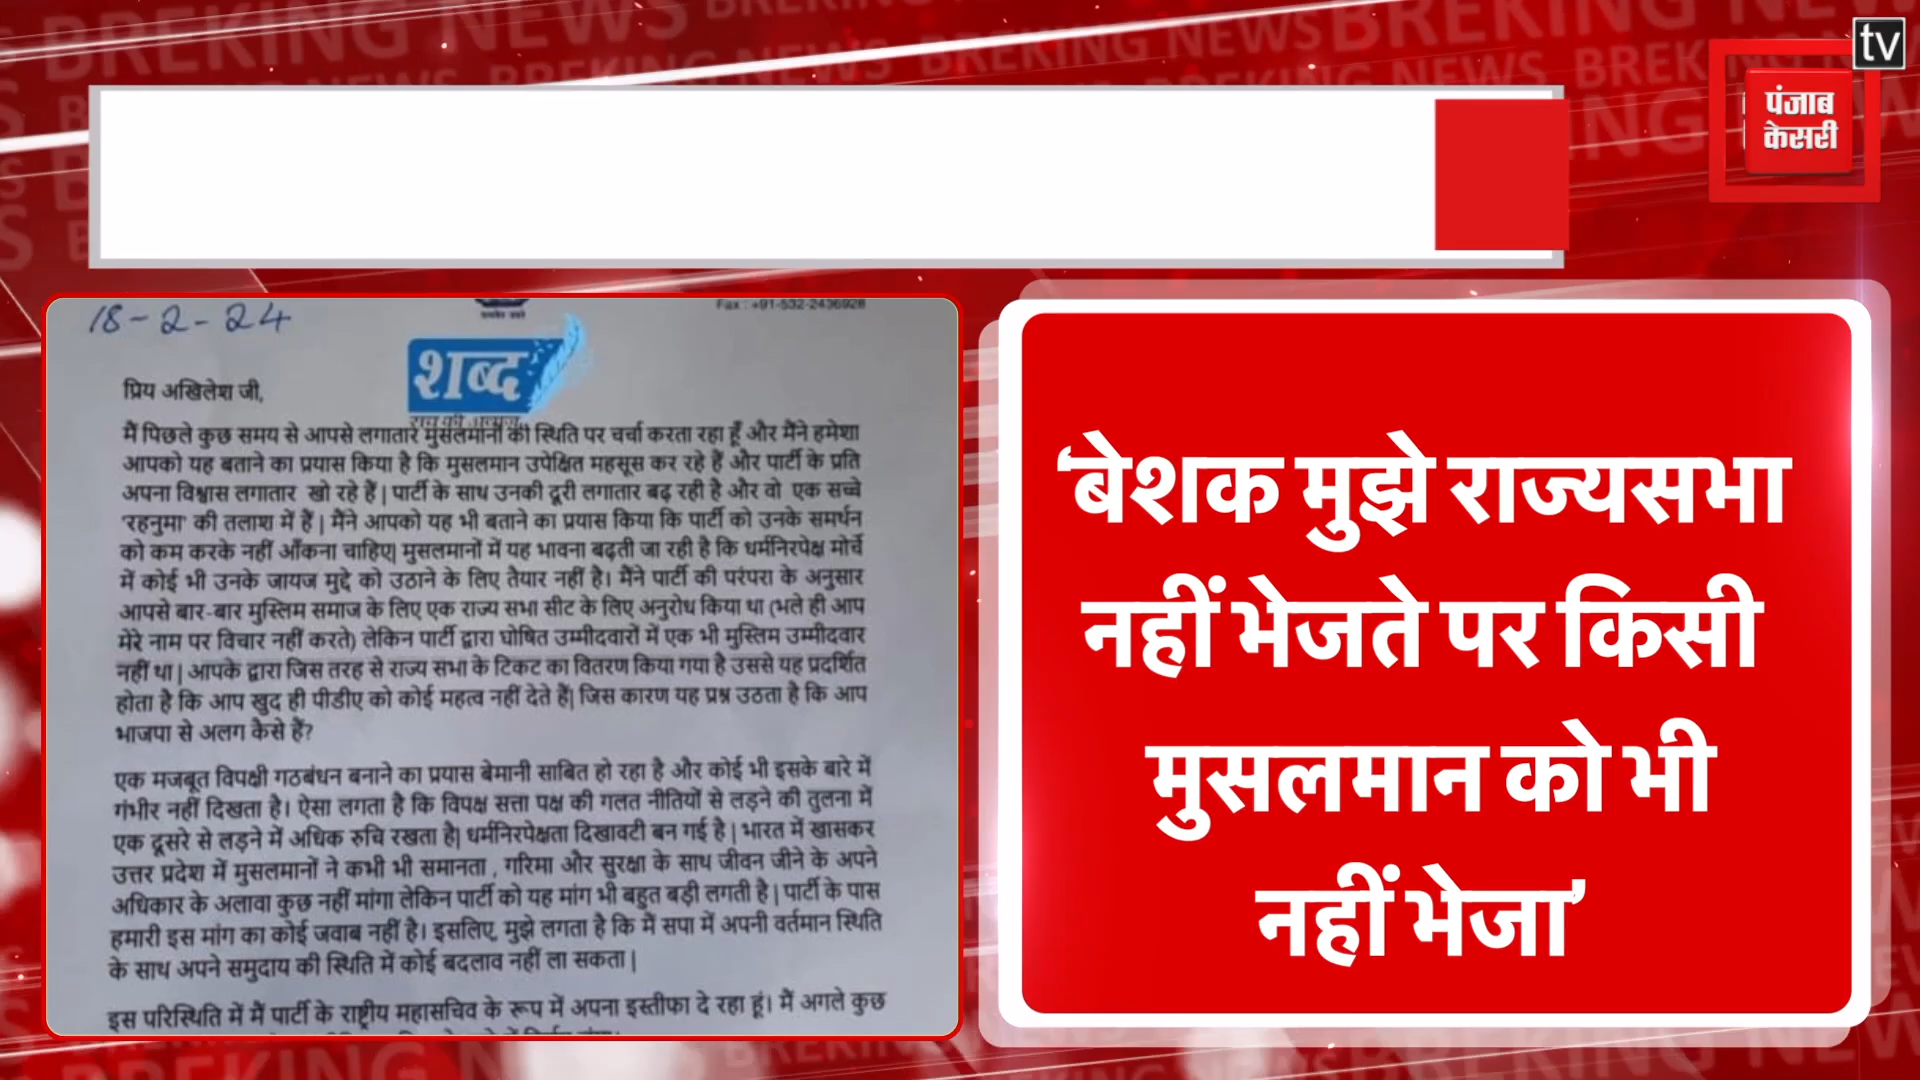 BREKING NEWS
tv
पंजाब
केसरी
18-2-24
Fax : +91-532-2436928
शब्द
प्रिय अखिलेश जी,
मैं पिछले कुछ समय से आपसे लगातार मुसलमानों की स्थिति पर चर्चा करता रहा हूँ और मैंने हमेशा
आपको यह बताने का प्रयास किया है कि मुसलमान उपेक्षित महसूस कर रहे हैं और पार्टी के प्रति
अपना विश्वास लगातार खो रहे हैं | पार्टी के साथ उनकी दूरी लगातार बढ़ रही है और वो एक सच्चे
'रहनुमा' की तलाश में हैं | मैंने आपको यह भी बताने का प्रयास किया कि पार्टी को उनके समर्थन
को कम करके नहीं आँकना चाहिए| मुसलमानों में यह भावना बढ़ती जा रही है कि धर्मनिरपेक्ष मोर्चे
में कोई भी उनके जायज मुद्दे को उठाने के लिए तैयार नहीं है। मैंने पार्टी की परंपरा के अनुसार
आपसे बार-बार मुस्लिम समाज के लिए एक राज्य सभा सीट के लिए अनुरोध किया था (भले ही आप
मेरे नाम पर विचार नहीं करते) लेकिन पार्टी द्वारा घोषित उम्मीदवारों में एक भी मुस्लिम उम्मीदवार
नहीं था | आपके द्वारा जिस तरह से राज्य सभा के टिकट का वितरण किया गया है उससे यह प्रदर्शित
होता है कि आप खुद ही पीडीए को कोई महत्व नहीं देते हैं| जिस कारण यह प्रश्न उठता है कि आप
भाजपा से अलग कैसे हैं?
एक मजबूत विपक्षी गठबंधन बनाने का प्रयास बेमानी साबित हो रहा है और कोई भी इसके बारे में
गंभीर नहीं दिखता है। ऐसा लगता है कि विपक्ष सत्ता पक्ष की गलत नीतियों से लड़ने की तुलना में
एक दूसरे से लड़ने में अधिक रुचि रखता है| धर्मनिरपेक्षता दिखावटी बन गई है | भारत में खासकर
उत्तर प्रदेश में मुसलमानों ने कभी भी समानता , गरिमा और सुरक्षा के साथ जीवन जीने के अपने
अधिकार के अलावा कुछ नहीं मांगा लेकिन पार्टी को यह मांग भी बहुत बड़ी लगती है | पार्टी के पास
हमारी इस मांग का कोई जवाब नहीं है। इसलिए, मुझे लगता है कि मैं सपा में अपनी वर्तमान स्थिति
के साथ अपने समुदाय की स्थिति में कोई बदलाव नहीं ला सकता |
इस परिस्थिति में मैं पार्टी के राष्ट्रीय महासचिव के रूप में अपना इस्तीफा दे रहा हूं। मैं अगले कुछ
‘बेशक मुझे राज्यसभा
नहीं भेजते पर किसी
मुसलमान को भी
नहीं भेजा’